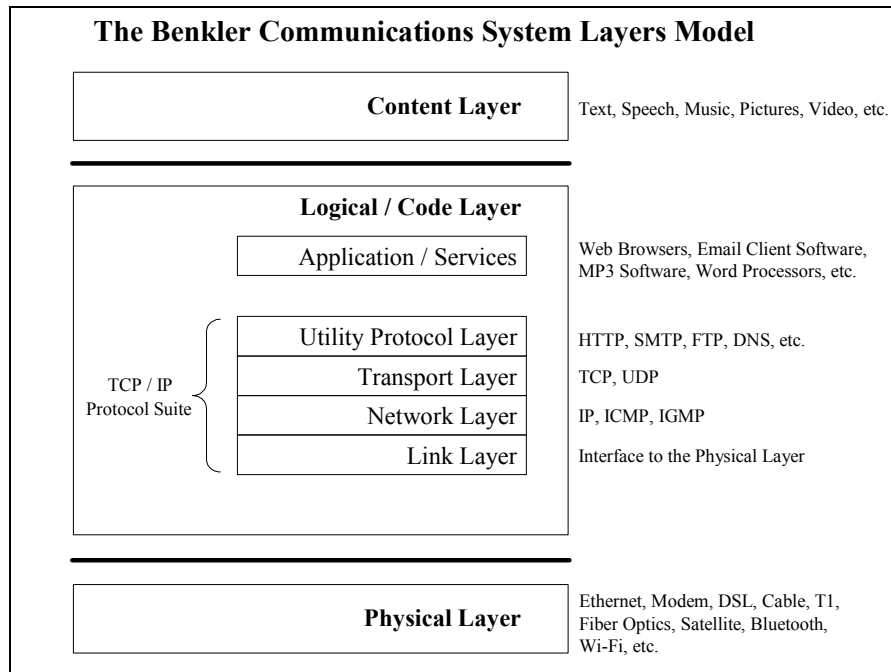 The Benkler Communications System Layers Model
Content Layer
Text, Speech, Music, Pictures, Video, etc.
Logical / Code Layer
Application / Services
Web Browsers, Email Client Software,
MP3 Software, Word Processors, etc.
TCP / IP
Protocol Suite
Utility Protocol Layer
HTTP, SMTP, FTP, DNS, etc.
Transport Layer
TCP, UDP
Network Layer
IP, ICMP, IGMP
Link Layer
Interface to the Physical Layer
Physical Layer
Ethernet, Modem, DSL, Cable, T1,
Fiber Optics, Satellite, Bluetooth,
Wi-Fi, etc.